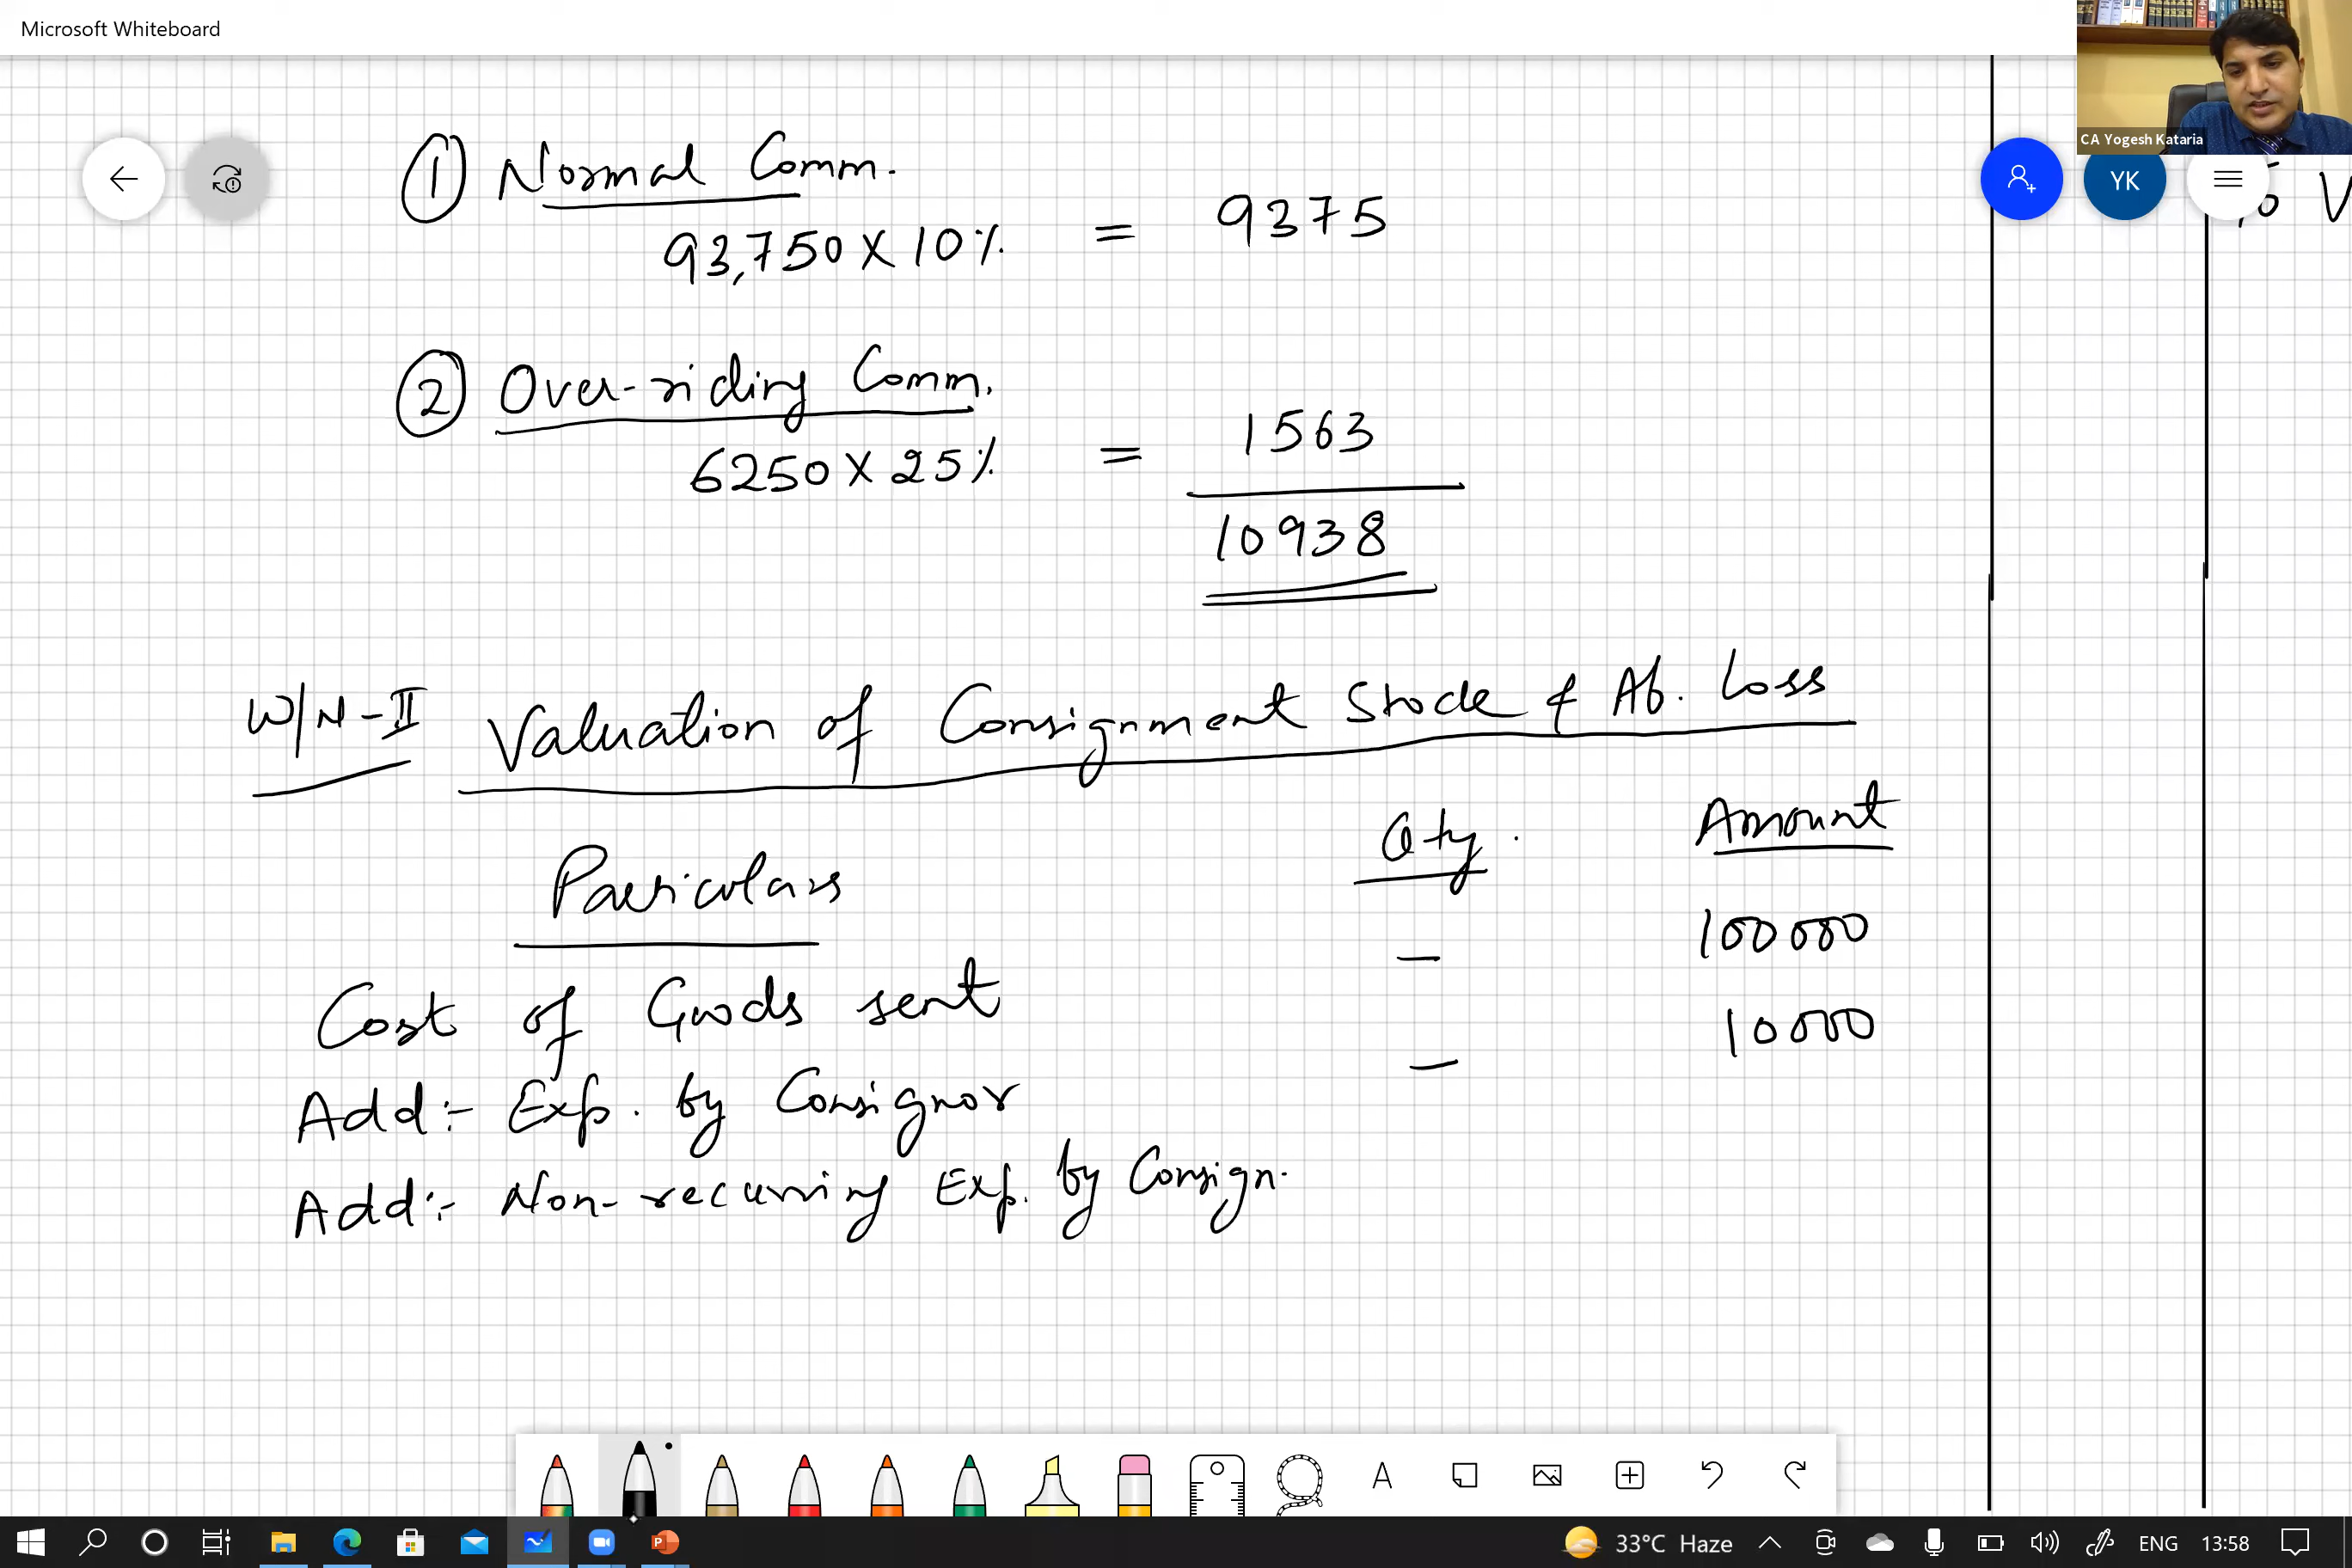 Microsoft Whiteboard
CA Yogesh Kataria
YK
① Normal Comm.
93,750 X 10% = 9375
② Over-riding Comm.
6250 X 25% = 1563
10938
W/N-II Valuation of Consignment Stock & Ab. Loss
Particulars Qty. Amount
Cost of Goods sent - 100000
Add:- Exp. by Consignor - 10000
Add:- Non-recurring Exp. by Consign.
A
33°C Haze ENG 13:58